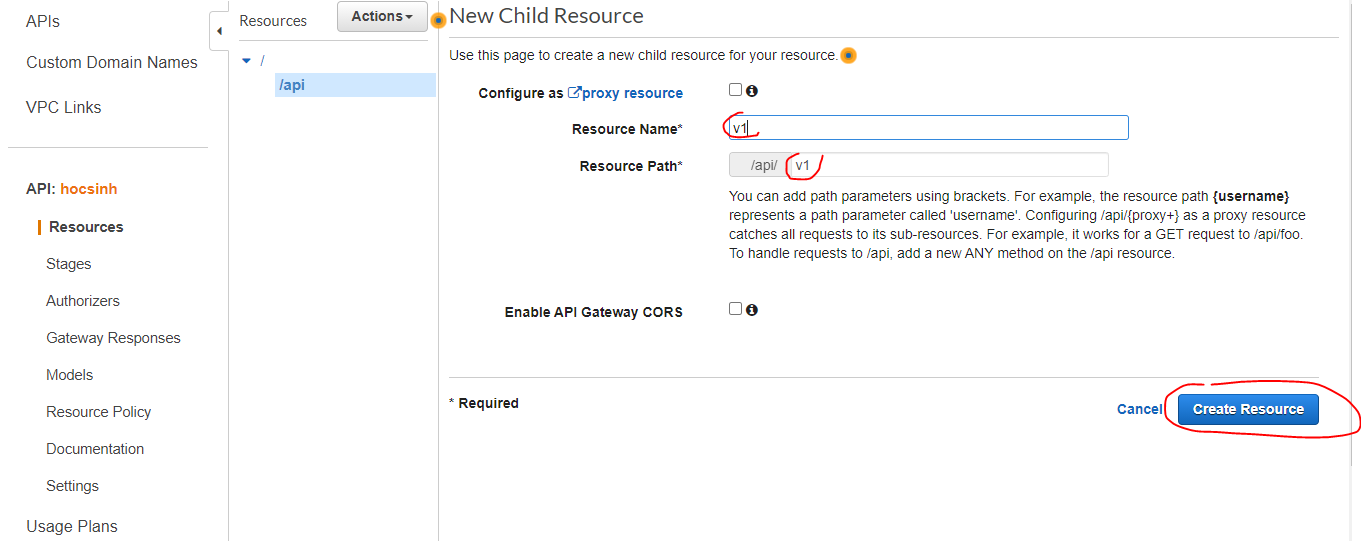 APIs
Custom Domain Names
VPC Links
API: hocsinh
Resources
Stages
Authorizers
Gateway Responses
Models
Resource Policy
Documentation
Settings
Usage Plans
Resources
Actions
/
/api
New Child Resource
Use this page to create a new child resource for your resource.
Configure as proxy resource
Resource Name* v1
Resource Path* /api/ v1
You can add path parameters using brackets. For example, the resource path {username}
represents a path parameter called 'username'. Configuring /api/{proxy+} as a proxy resource
catches all requests to its sub-resources. For example, it works for a GET request to /api/foo.
To handle requests to /api, add a new ANY method on the /api resource.
Enable API Gateway CORS
* Required
Cancel Create Resource